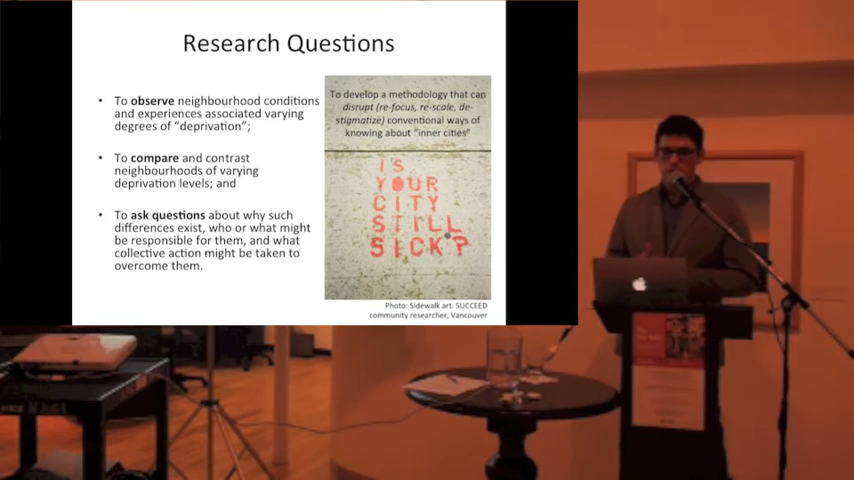 Research Questions
• To observe neighbourhood conditions
and experiences associated varying
degrees of “deprivation”;
• To compare and contrast
neighbourhoods of varying
deprivation levels; and
• To ask questions about why such
differences exist, who or what might
be responsible for them, and what
collective action might be taken to
overcome them.
To develop a methodology that can
disrupt (re-focus, re-scale, de-
stigmatize) conventional ways of
knowing about “inner cities”
IS
YOUR
CITY
STILL
SICK?
Photo: Sidewalk art. SUCCEED
community researcher, Vancouver